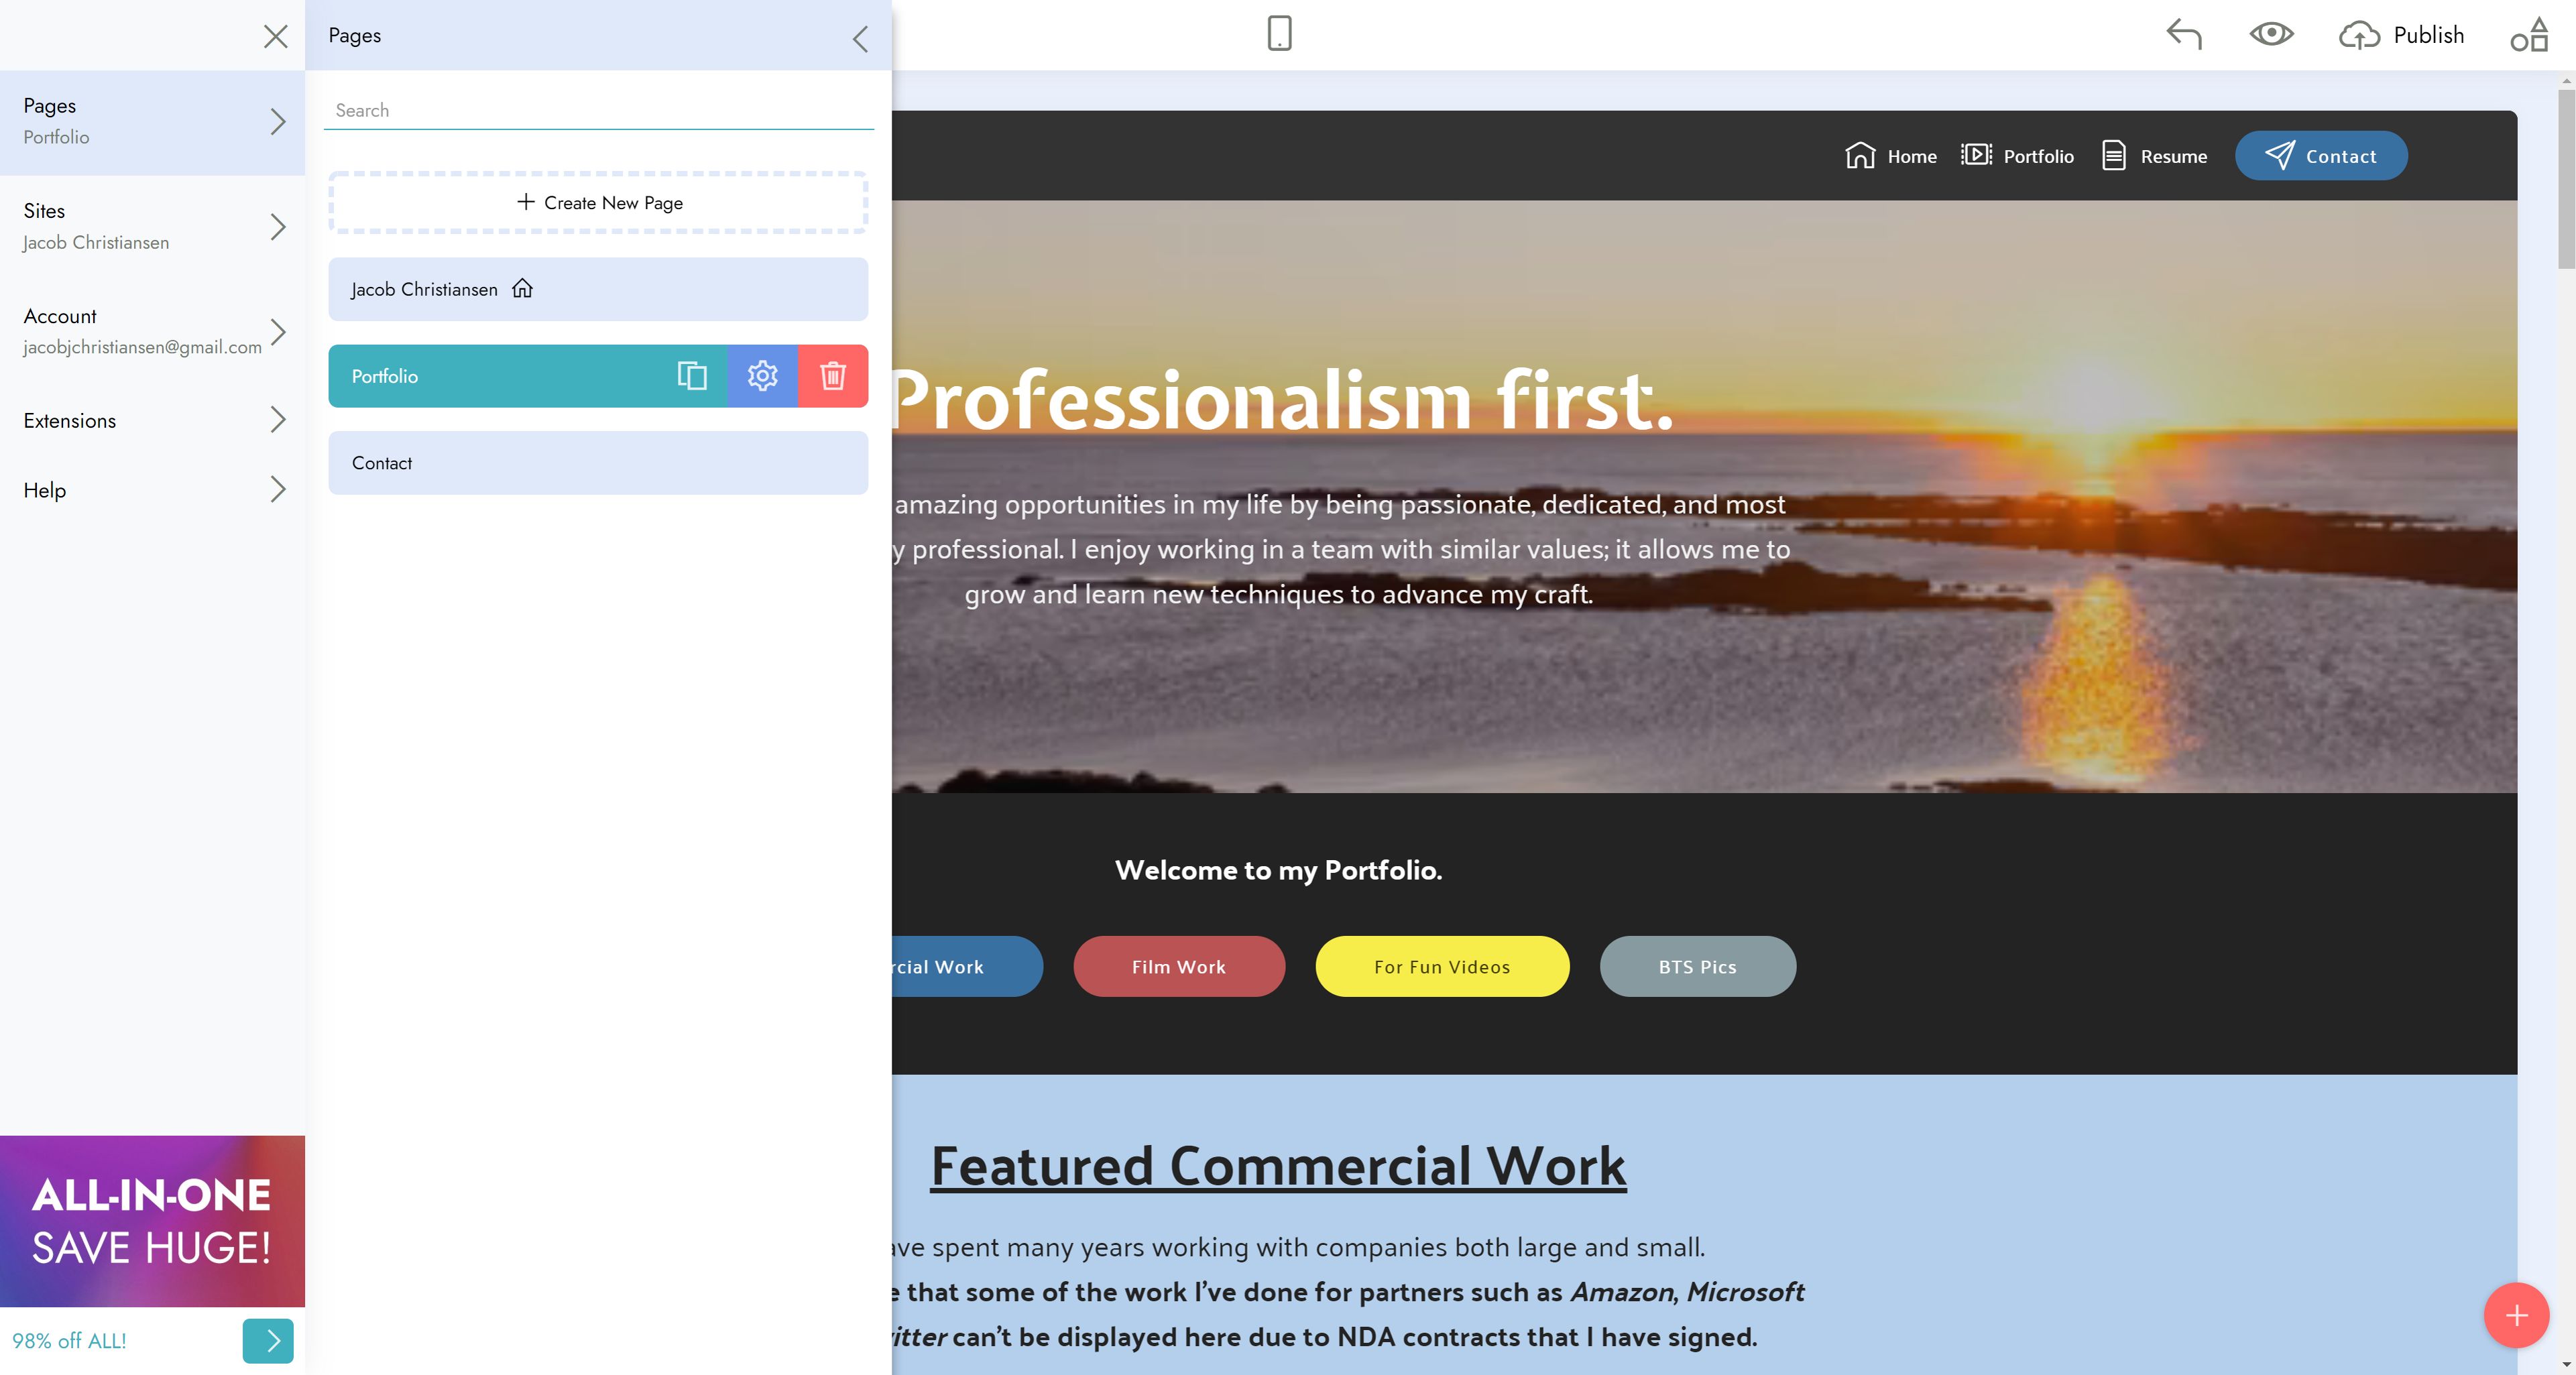 Pages
Portfolio
Sites
Jacob Christiansen
Account
jacobjchristiansen@gmail.com
Extensions
Help
ALL-IN-ONE
SAVE HUGE!
98% off ALL!
Pages
Search
+ Create New Page
Jacob Christiansen
Portfolio
Contact
Publish
Home Portfolio Resume Contact
Professionalism first.
amazing opportunities in my life by being passionate, dedicated, and most
professional. I enjoy working in a team with similar values; it allows me to
grow and learn new techniques to advance my craft.
Welcome to my Portfolio.
Work Film Work For Fun Videos BTS Pics
Featured Commercial Work
spent many years working with companies both large and small.
that some of the work I've done for partners such as Amazon, Microsoft
can't be displayed here due to NDA contracts that I have signed.